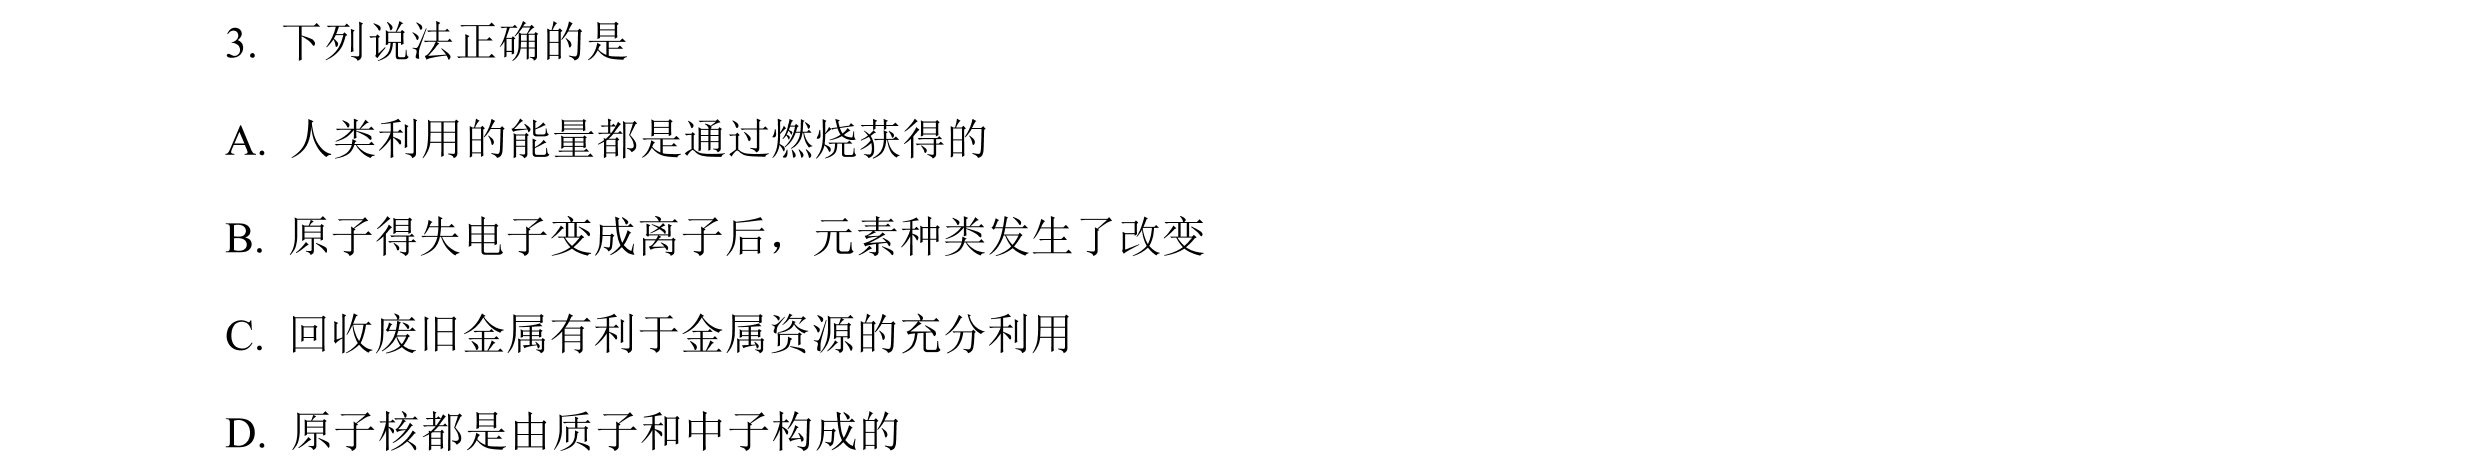 3. 下列说法正确的是
A. 人类利用的能量都是通过燃烧获得的
B. 原子得失电子变成离子后，元素种类发生了改变
C. 回收废旧金属有利于金属资源的充分利用
D. 原子核都是由质子和中子构成的